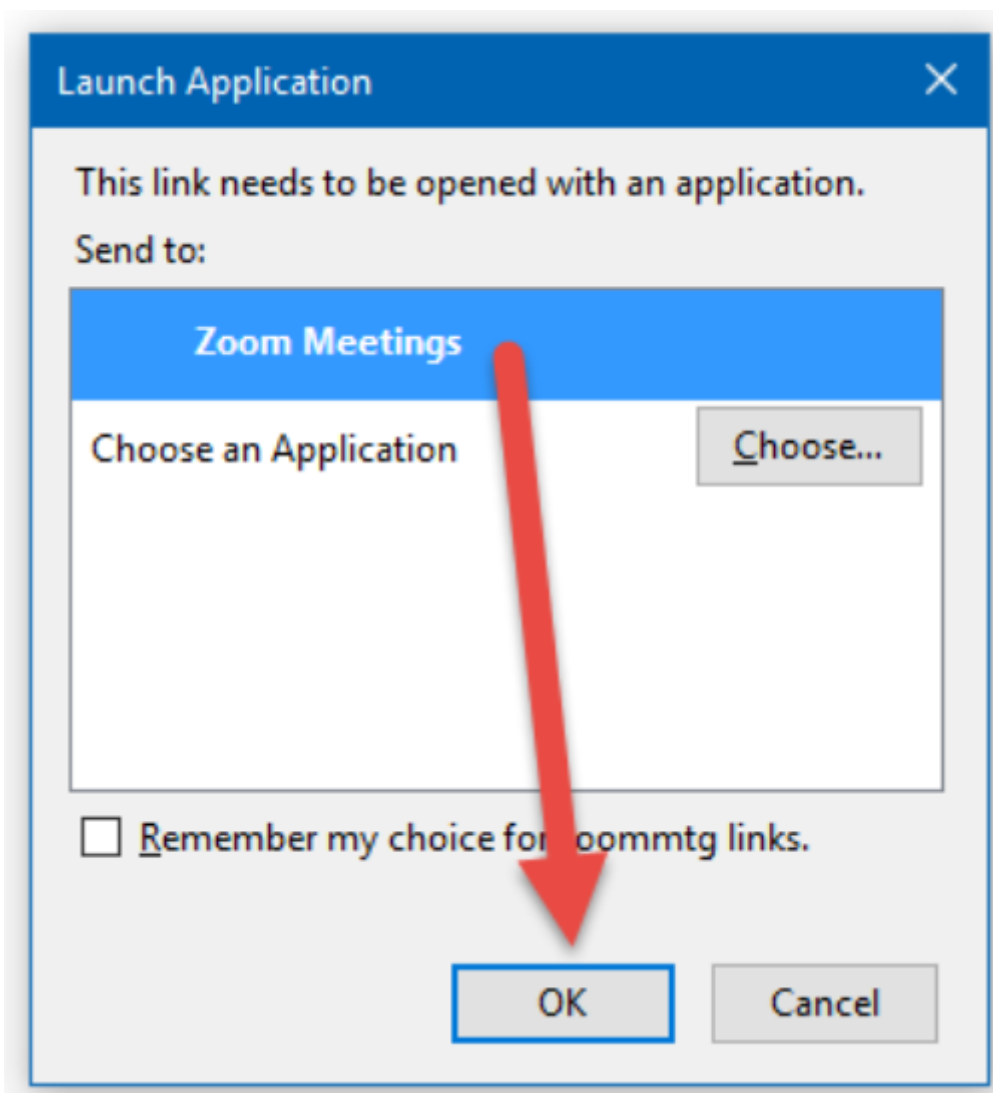 Launch Application
This link needs to be opened with an application.
Send to:
Zoom Meetings
Choose an Application
Choose...
Remember my choice for oommtg links.
OK
Cancel